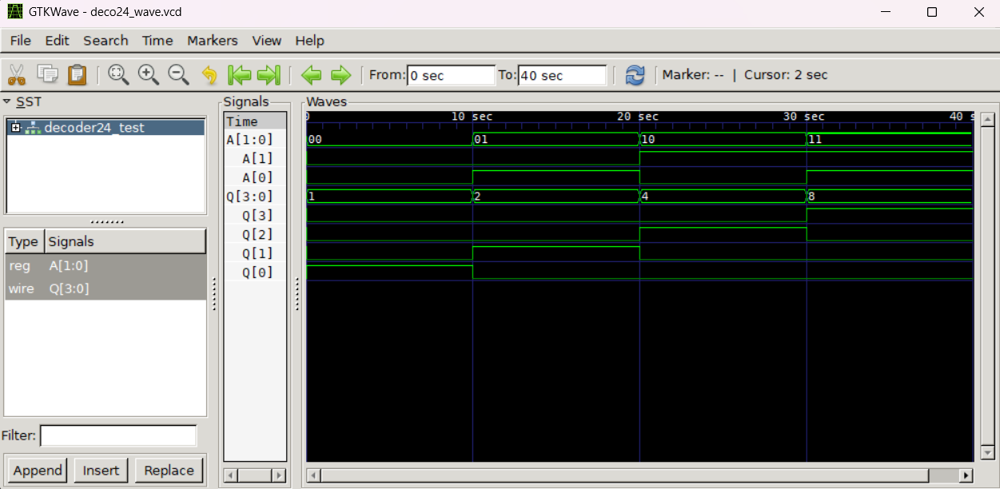 GTKWave - deco24_wave.vcd
File Edit Search Time Markers View Help
From: 0 sec To: 40 sec Marker: -- | Cursor: 2 sec
SST
decoder24_test
Type Signals
reg A[1:0]
wire Q[3:0]
Filter:
Append Insert Replace
Signals
Time
A[1:0]
A[1]
A[0]
Q[3:0]
Q[3]
Q[2]
Q[1]
Q[0]
Waves
0 10 sec 20 sec 30 sec 40 s
00 01 10 11
1 2 4 8